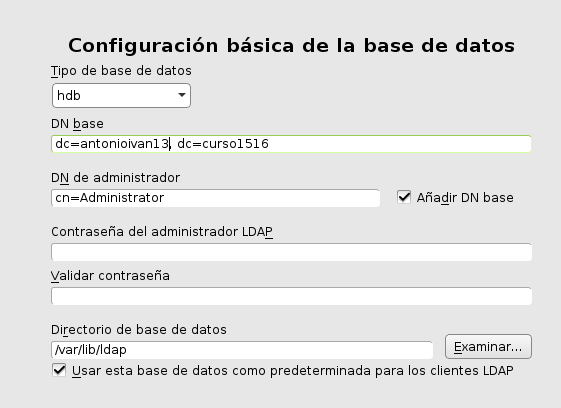 Configuración básica de la base de datos
Tipo de base de datos
hdb
DN base
dc=antonioivan13, dc=curso1516
DN de administrador
cn=Administrator
Añadir DN base
Contraseña del administrador LDAP
Validar contraseña
Directorio de base de datos
/var/lib/ldap
Examinar...
Usar esta base de datos como predeterminada para los clientes LDAP